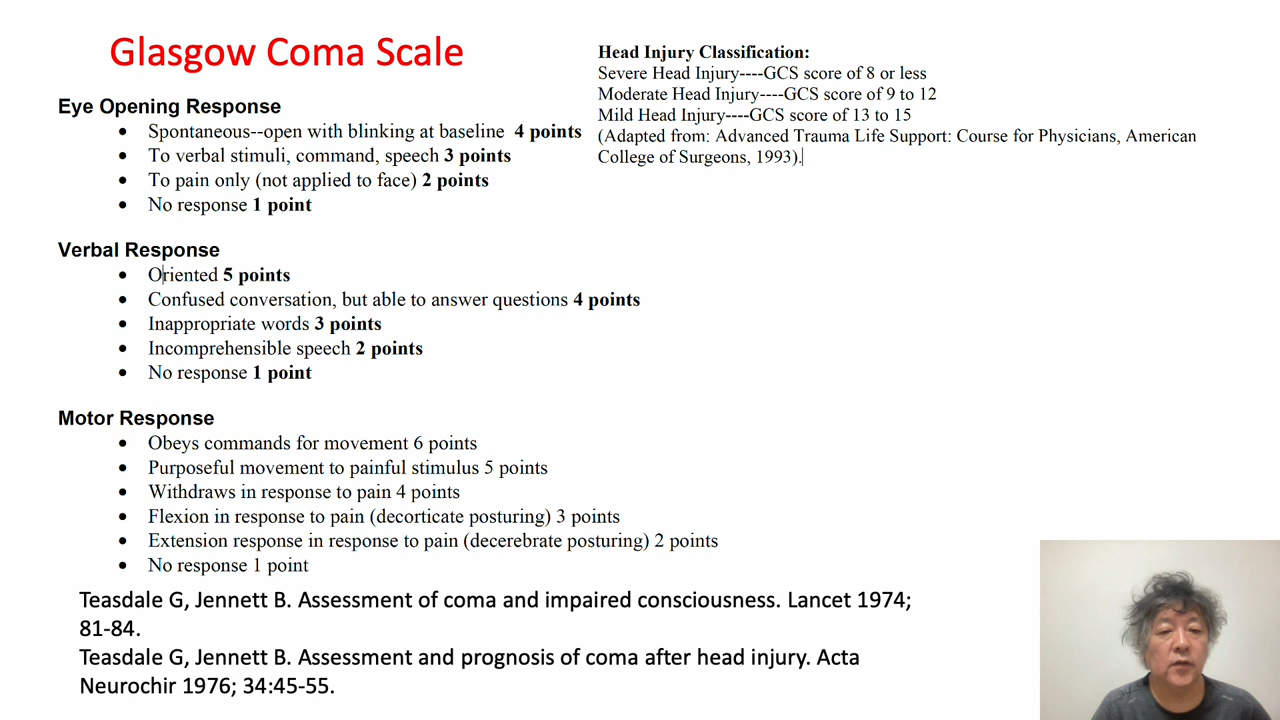 Glasgow Coma Scale
Eye Opening Response
• Spontaneous--open with blinking at baseline 4 points
• To verbal stimuli, command, speech 3 points
• To pain only (not applied to face) 2 points
• No response 1 point
Verbal Response
• Oriented 5 points
• Confused conversation, but able to answer questions 4 points
• Inappropriate words 3 points
• Incomprehensible speech 2 points
• No response 1 point
Motor Response
• Obeys commands for movement 6 points
• Purposeful movement to painful stimulus 5 points
• Withdraws in response to pain 4 points
• Flexion in response to pain (decorticate posturing) 3 points
• Extension response in response to pain (decerebrate posturing) 2 points
• No response 1 point
Teasdale G, Jennett B. Assessment of coma and impaired consciousness. Lancet 1974;
81-84.
Teasdale G, Jennett B. Assessment and prognosis of coma after head injury. Acta
Neurochir 1976; 34:45-55.
Head Injury Classification:
Severe Head Injury----GCS score of 8 or less
Moderate Head Injury----GCS score of 9 to 12
Mild Head Injury----GCS score of 13 to 15
(Adapted from: Advanced Trauma Life Support: Course for Physicians, American
College of Surgeons, 1993).